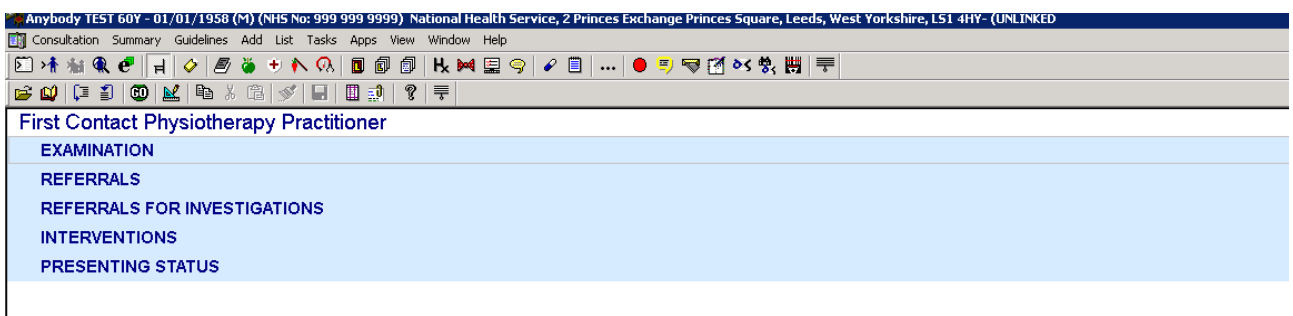 Anybody TEST 60Y - 01/01/1958 (M) (NHS No: 999 999 9999) National Health Service, 2 Princes Exchange Princes Square, Leeds, West Yorkshire, LS1 4HY- (UNLINKED
Consultation Summary Guidelines Add List Tasks Apps View Window Help
Hx ...
GO ?
First Contact Physiotherapy Practitioner
EXAMINATION
REFERRALS
REFERRALS FOR INVESTIGATIONS
INTERVENTIONS
PRESENTING STATUS